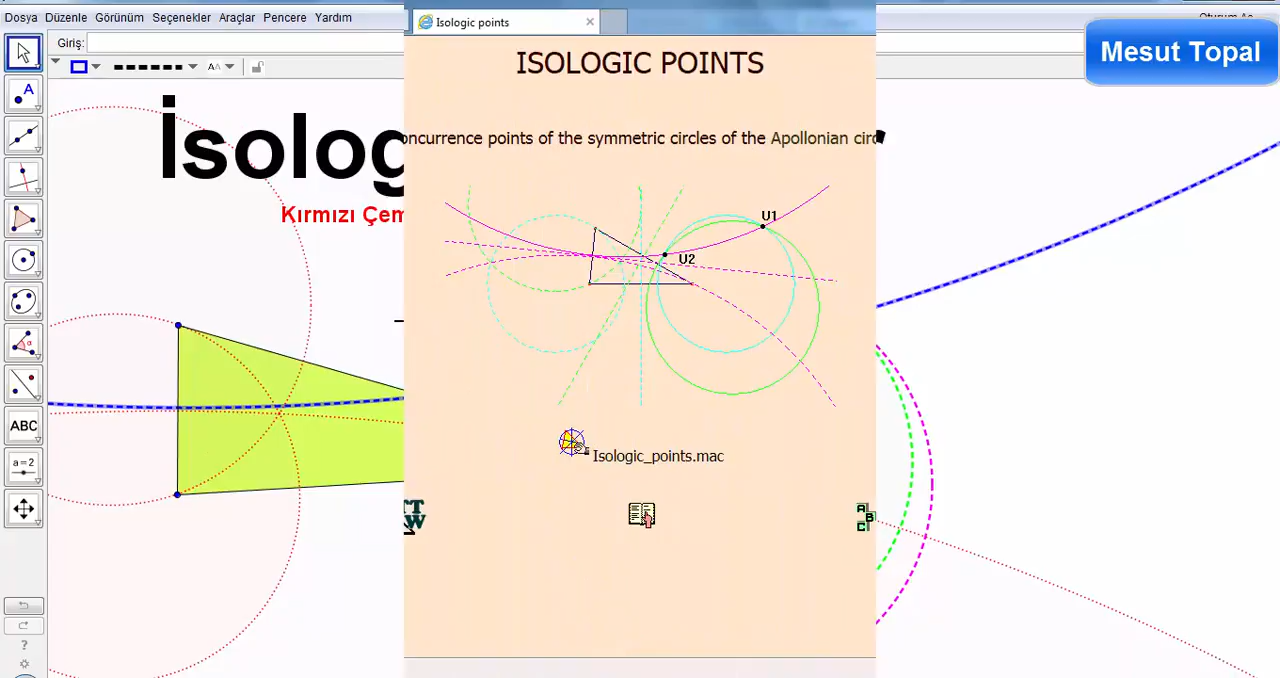 Dosya Düzenle Görünüm Seçenekler Araçlar Pencere Yardım
Isologic points
Giriş:
Mesut Topal
ISOLOGIC POINTS
İsolog
oncurrence points of the symmetric circles of the Apollonian circ
Kırmızı Çem
U1
U2
A
ABC
a=2
Isologic_points.mac
A
B
C
?